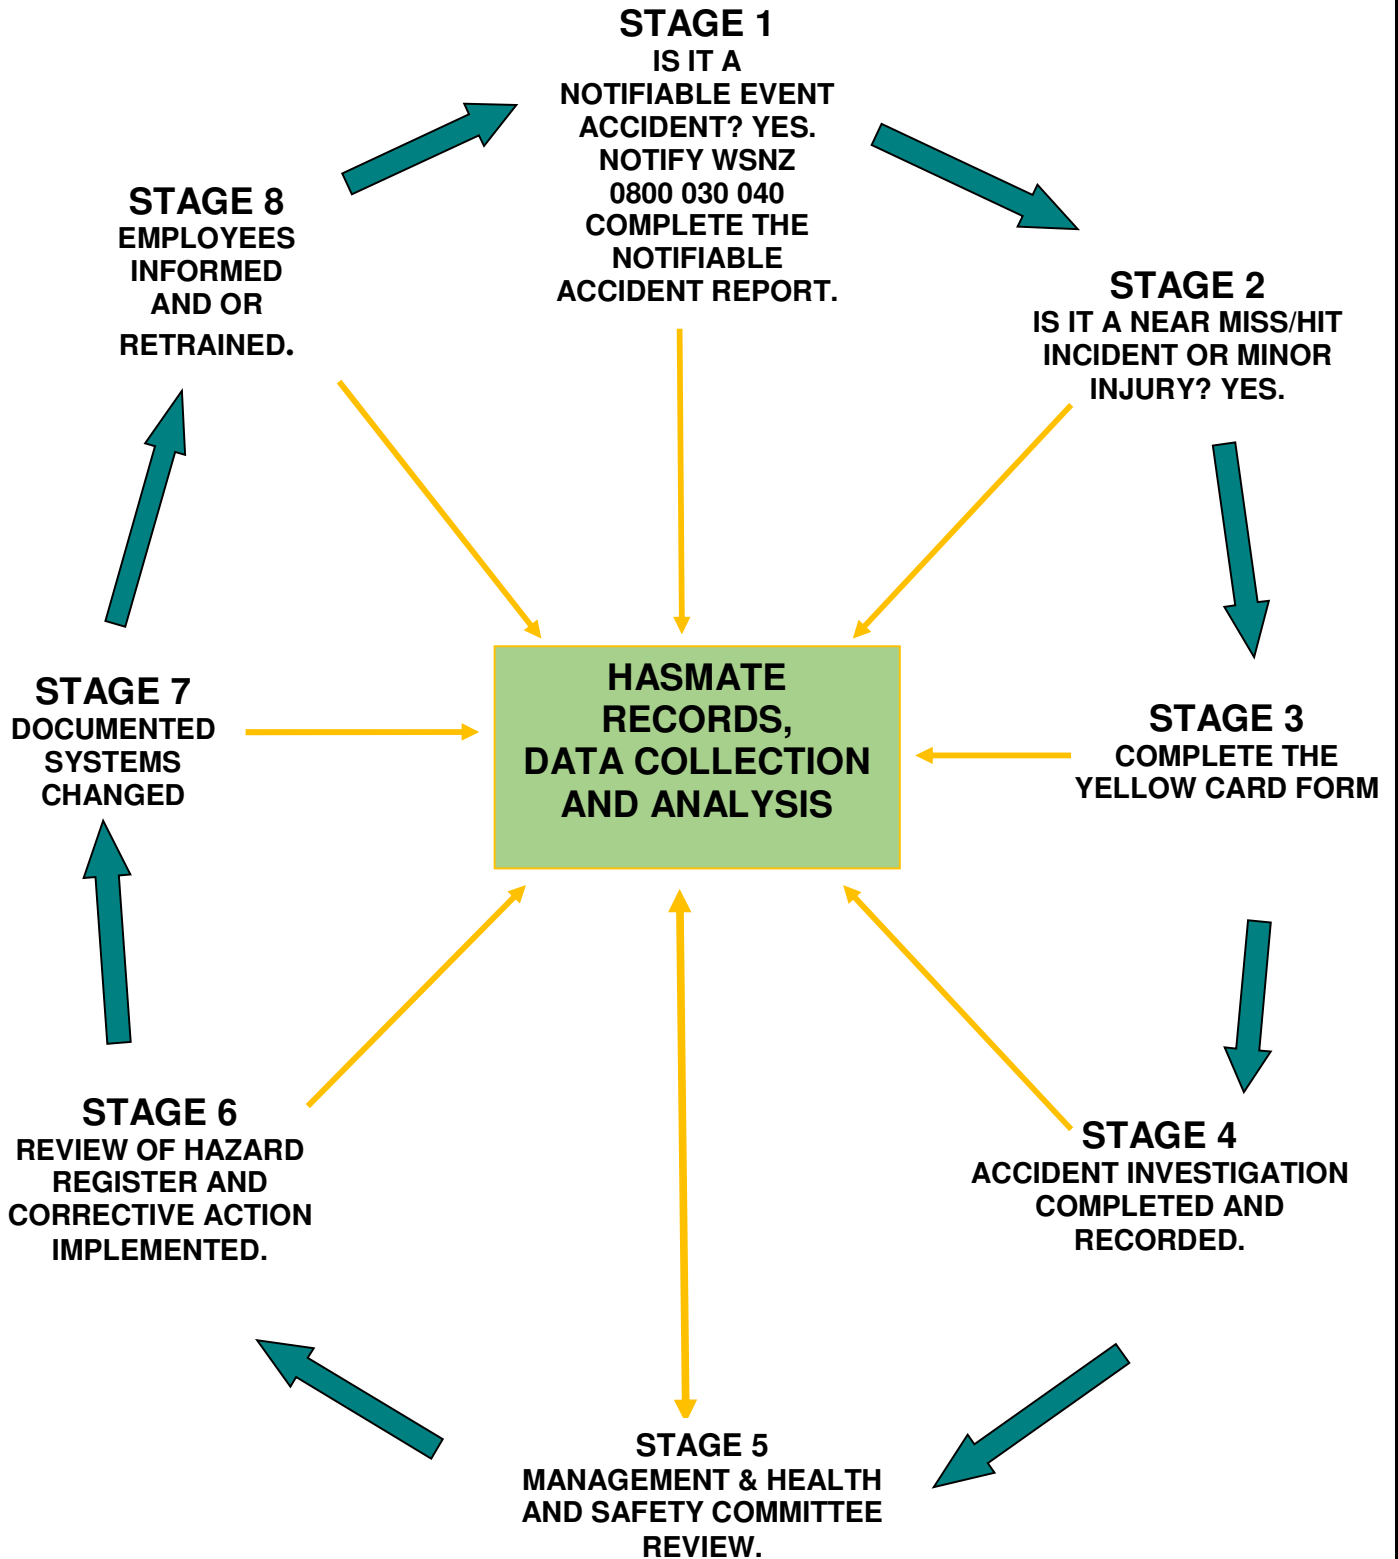 STAGE 1
IS IT A
NOTIFIABLE EVENT
ACCIDENT? YES.
NOTIFY WSNZ
0800 030 040
COMPLETE THE
NOTIFIABLE
ACCIDENT REPORT.
STAGE 2
IS IT A NEAR MISS/HIT
INCIDENT OR MINOR
INJURY? YES.
STAGE 3
COMPLETE THE
YELLOW CARD FORM
STAGE 4
ACCIDENT INVESTIGATION
COMPLETED AND
RECORDED.
STAGE 5
MANAGEMENT & HEALTH
AND SAFETY COMMITTEE
REVIEW.
STAGE 6
REVIEW OF HAZARD
REGISTER AND
CORRECTIVE ACTION
IMPLEMENTED.
STAGE 7
DOCUMENTED
SYSTEMS
CHANGED
STAGE 8
EMPLOYEES
INFORMED
AND OR
RETRAINED.
HASMATE
RECORDS,
DATA COLLECTION
AND ANALYSIS